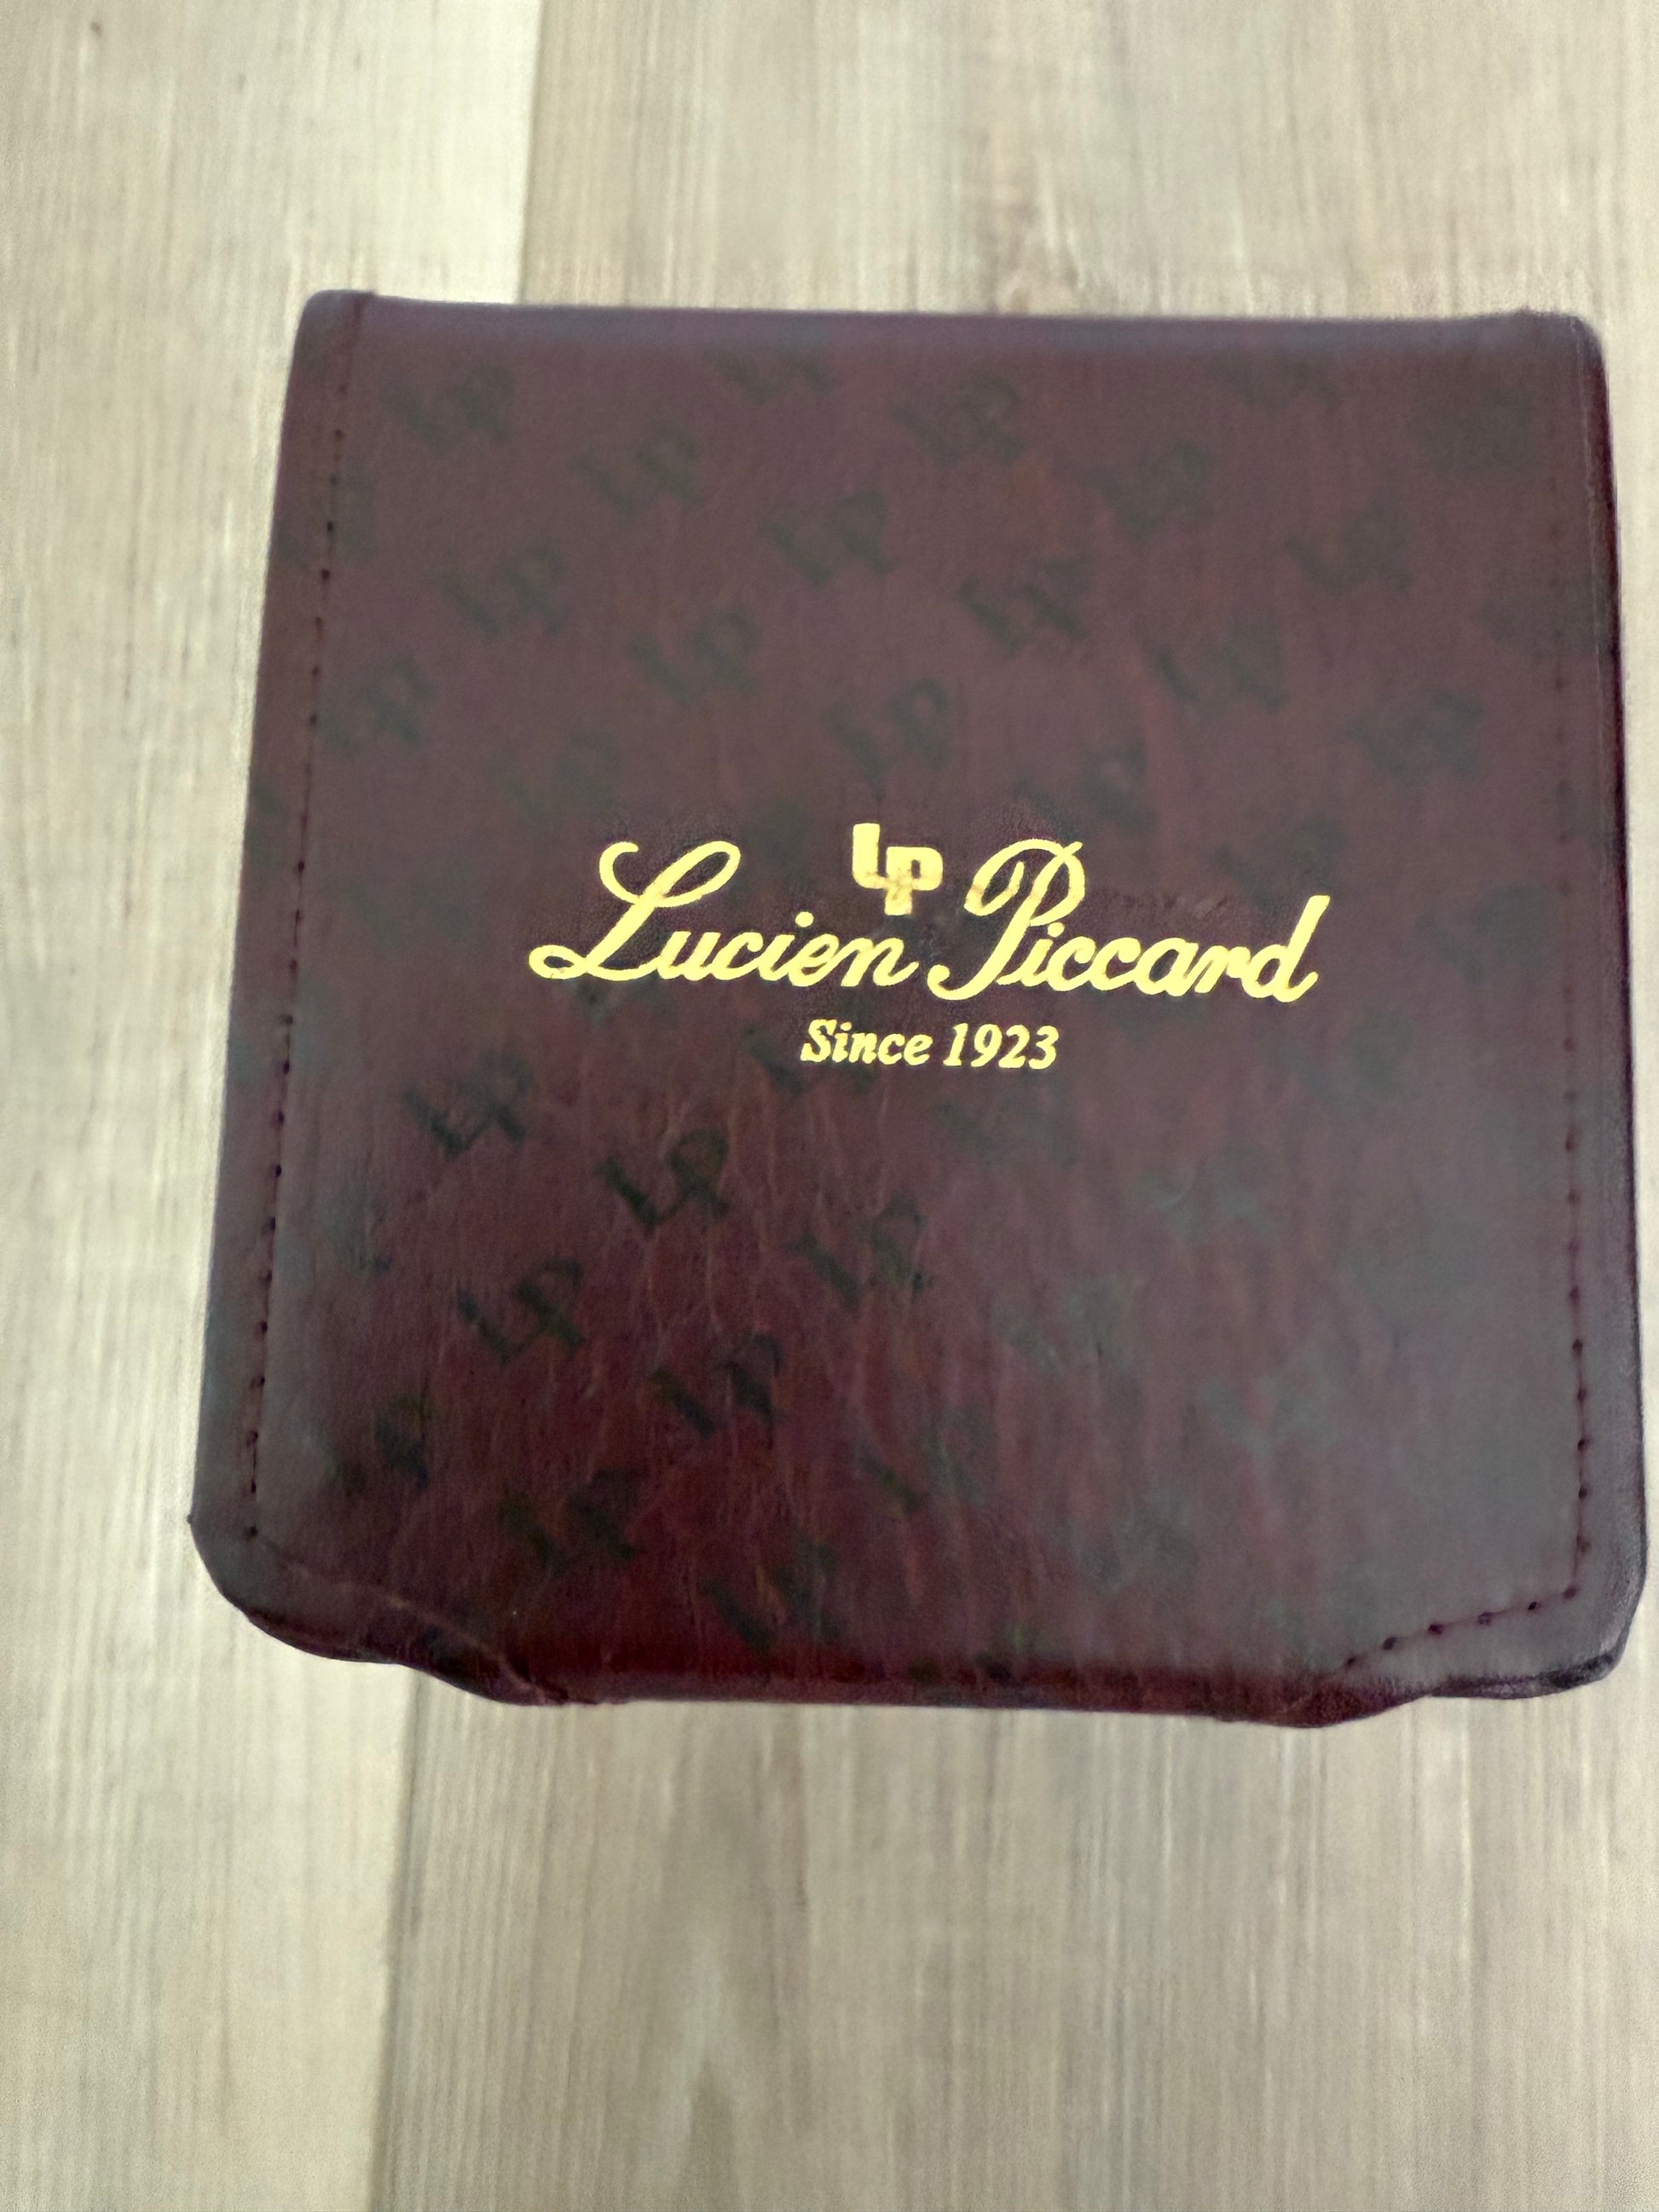 LP
Lucien Piccard
Since 1923